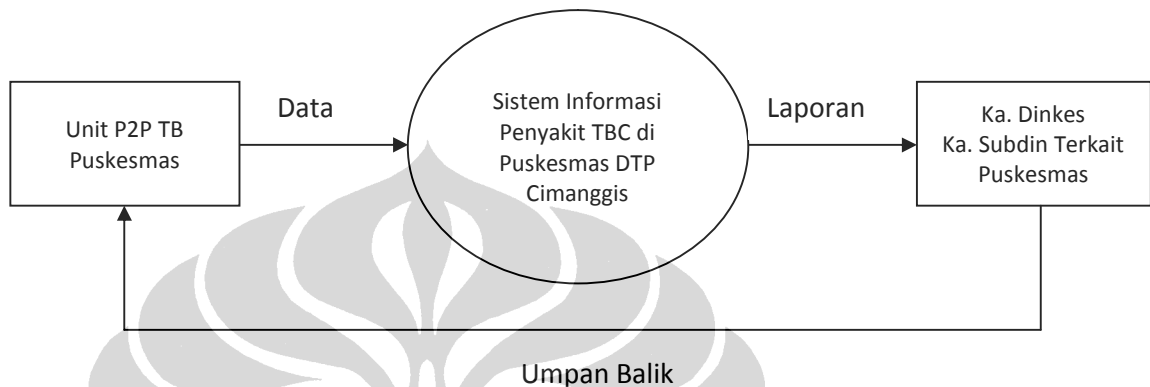 Unit P2P TB
Puskesmas
Data
Sistem Informasi
Penyakit TBC di
Puskesmas DTP
Cimanggis
Laporan
Ka. Dinkes
Ka. Subdin Terkait
Puskesmas
Umpan Balik